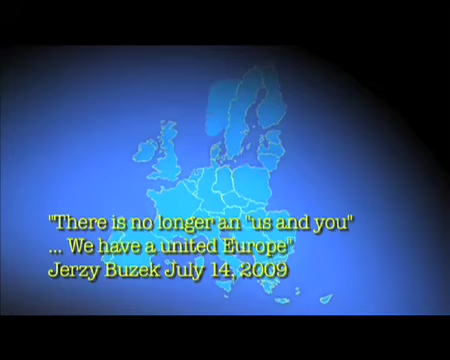 "There is no longer an "us and you"
... We have a united Europe"
Jerzy Buzek July 14, 2009